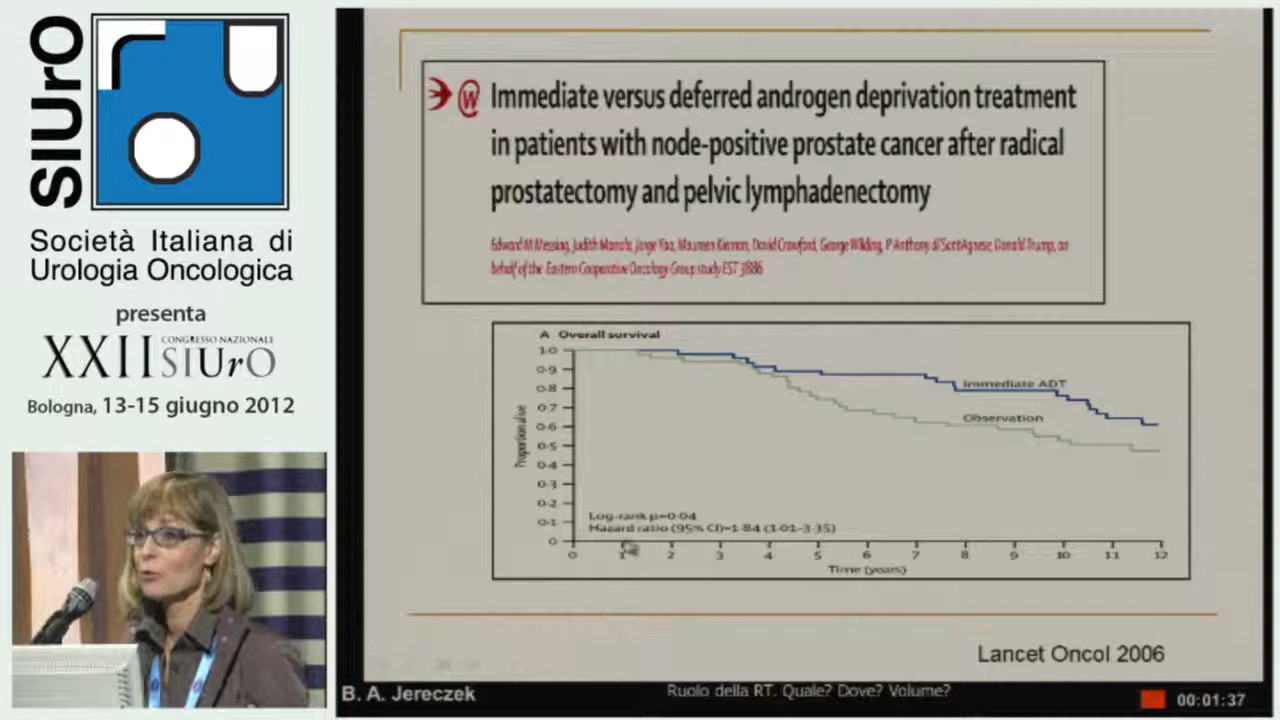 SIUrO
Società Italiana di
Urologia Oncologica
presenta
XXII CONGRESSO NAZIONALE
SIUrO
Bologna, 13-15 giugno 2012
Immediate versus deferred androgen deprivation treatment
in patients with node-positive prostate cancer after radical
prostatectomy and pelvic lymphadenectomy
Edward M Messing, Judith Manola, Jorge Yao, Maureen Kiernan, David Crawford, George Wilding, P Anthony di'SantAgnese, Donald Trump, on
behalf of the Eastern Cooperative Oncology Group study EST 3886
A Overall survival
1·0
0·9
0·8
0·7
0·6
0·5
0·4
0·3
0·2
0·1
0
Proportion alive
Immediate ADT
Observation
Log-rank p=0·04
Hazard ratio (95% CI)=1·84 (1·01–3·35)
0 1 2 3 4 5 6 7 8 9 10 11 12
Time (years)
Lancet Oncol 2006
B. A. Jereczek
Ruolo della RT. Quale? Dove? Volume?
00:01:37